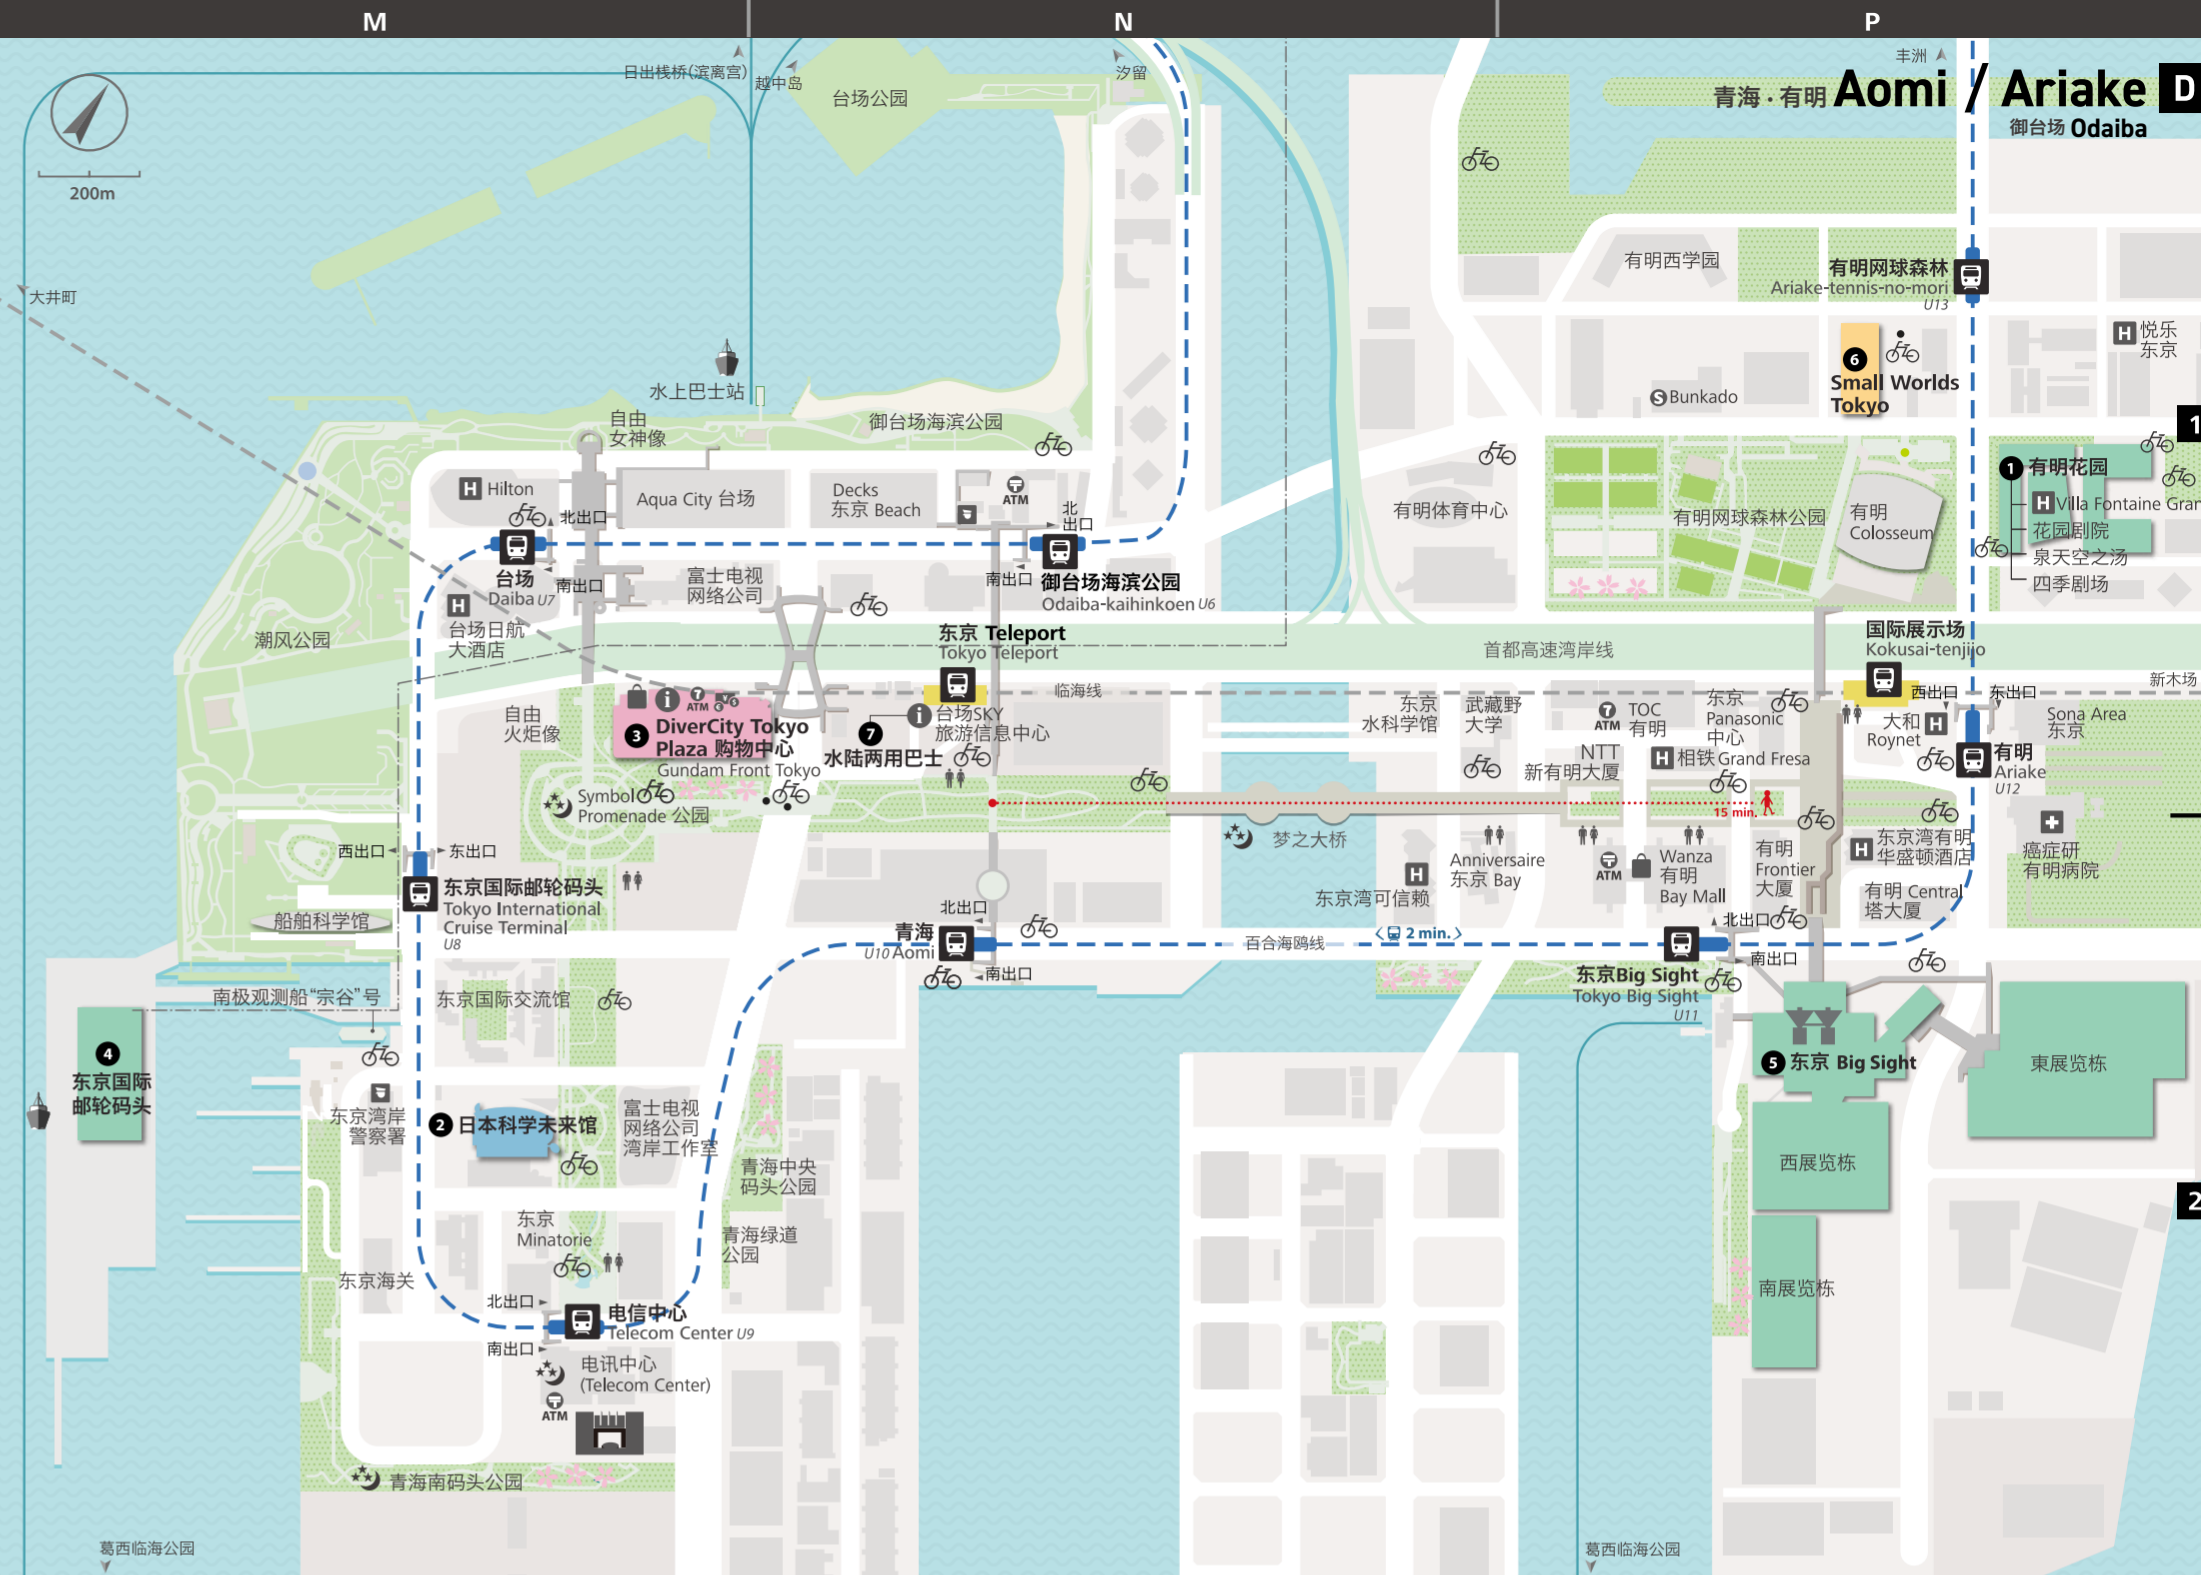 M
N
P
日出栈桥(滨离宫)
越中岛
汐留
丰洲
台场公园
青海 · 有明 Aomi / Ariake D
御台场 Odaiba
200m
大井町
有明西学园
有明网球森林
Ariake-tennis-no-mori
U13
悦乐
东京
6
Small Worlds
Tokyo
S Bunkado
水上巴士站
自由
女神像
御台场海滨公园
1
H Hilton
Aqua City 台场
Decks
东京 Beach
ATM
北
出口
北出口
有明体育中心
有明网球森林公园
有明
Colosseum
1 有明花园
H Villa Fontaine Gran
花园剧院
泉天空之汤
四季剧场
台场
Daiba U7
南出口
富士电视
网络公司
南出口
御台场海滨公园
Odaiba-kaihinkoen U6
H
台场日航
大酒店
潮风公园
东京 Teleport
Tokyo Teleport
首都高速湾岸线
国际展示场
Kokusai-tenjijo
新木场
临海线
西出口
东出口
自由
火炬像
ATM
3 DiverCity Tokyo
Plaza 购物中心
Gundam Front Tokyo
台场SKY
旅游信息中心
7
水陆两用巴士
东京
水科学馆
武藏野
大学
ATM
TOC
有明
东京
Panasonic
中心
大和
Roynet
H
Sona Area
东京
NTT
新有明大厦
H 相铁 Grand Fresa
有明
Ariake
U12
Symbol
Promenade 公园
15 min.
梦之大桥
西出口
东出口
东京国际邮轮码头
Tokyo International
Cruise Terminal
U8
船舶科学馆
H
东京湾可信赖
Anniversaire
东京 Bay
ATM
Wanza
有明
Bay Mall
有明
Frontier
大厦
H 东京湾有明
华盛顿酒店
有明 Central
塔大厦
癌症研
有明病院
北出口
青海
U10 Aomi
南出口
百合海鸥线
2 min.
北出口
南出口
东京Big Sight
Tokyo Big Sight
U11
南极观测船“宗谷”号
东京国际交流馆
4
东京国际
邮轮码头
5 东京 Big Sight
東展览栋
东京湾岸
警察署
2 日本科学未来馆
富士电视
网络公司
湾岸工作室
青海中央
码头公园
西展览栋
2
东京
Minatorie
青海绿道
公园
东京海关
南展览栋
北出口
电信中心
Telecom Center U9
南出口
电讯中心
(Telecom Center)
ATM
青海南码头公园
葛西临海公园
葛西临海公园